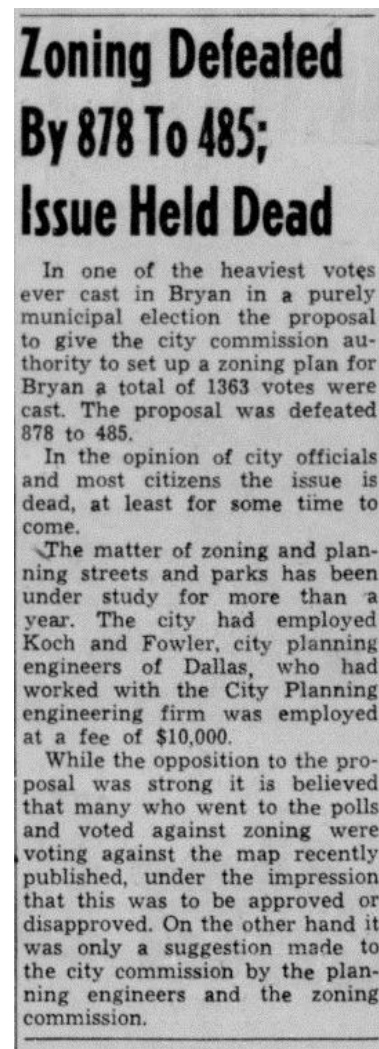 Zoning Defeated
By 878 To 485;
Issue Held Dead
In one of the heaviest votes
ever cast in Bryan in a purely
municipal election the proposal
to give the city commission au-
thority to set up a zoning plan for
Bryan a total of 1363 votes were
cast. The proposal was defeated
878 to 485.
In the opinion of city officials
and most citizens the issue is
dead, at least for some time to
come.
The matter of zoning and plan-
ning streets and parks has been
under study for more than a
year. The city had employed
Koch and Fowler, city planning
engineers of Dallas, who had
worked with the City Planning
engineering firm was employed
at a fee of $10,000.
While the opposition to the pro-
posal was strong it is believed
that many who went to the polls
and voted against zoning were
voting against the map recently
published, under the impression
that this was to be approved or
disapproved. On the other hand it
was only a suggestion made to
the city commission by the plan-
ning engineers and the zoning
commission.